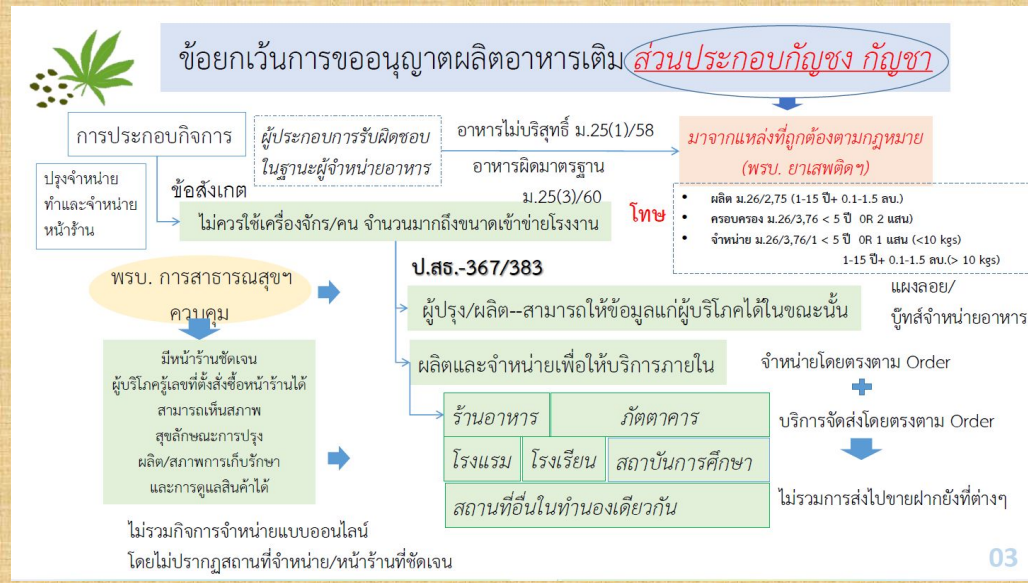 ข้อยกเว้นการขออนุญาตผลิตอาหารเติม ส่วนประกอบกัญชง กัญชา
การประกอบกิจการ
ปรุงจำหน่าย
ทำและจำหน่าย
หน้าร้าน
ผู้ประกอบการรับผิดชอบ
ในฐานะผู้จำหน่ายอาหาร
อาหารไม่บริสุทธิ์ ม.25(1)/58
อาหารผิดมาตรฐาน
ม.25(3)/60
มาจากแหล่งที่ถูกต้องตามกฎหมาย
(พรบ. ยาเสพติดฯ)
โทษ
• ผลิต ม.26/2,75 (1-15 ปี+ 0.1-1.5 ลบ.)
• ครอบครอง ม.26/3,76 < 5 ปี OR 2 แสน)
• จำหน่าย ม.26/3,76/1 < 5 ปี OR 1 แสน (<10 kgs)
1-15 ปี+ 0.1-1.5 ลบ.(> 10 kgs)
ข้อสังเกต
ไม่ควรใช้เครื่องจักร/คน จำนวนมากถึงขนาดเข้าข่ายโรงงาน
พรบ. การสาธารณสุขฯ
ควบคุม
มีหน้าร้านชัดเจน
ผู้บริโภครู้เลขที่ตั้งสั่งซื้อหน้าร้านได้
สามารถเห็นสภาพ
สุขลักษณะการปรุง
ผลิต/สภาพการเก็บรักษา
และการดูแลสินค้าได้
ไม่รวมกิจการจำหน่ายแบบออนไลน์
โดยไม่ปรากฏสถานที่จำหน่าย/หน้าร้านที่ชัดเจน
ป.สธ.-367/383
ผู้ปรุง/ผลิต--สามารถให้ข้อมูลแก่ผู้บริโภคได้ในขณะนั้น
แผงลอย/
บู๊ทส์จำหน่ายอาหาร
ผลิตและจำหน่ายเพื่อให้บริการภายใน
ร้านอาหาร
ภัตตาคาร
โรงแรม
โรงเรียน
สถาบันการศึกษา
สถานที่อื่นในทำนองเดียวกัน
จำหน่ายโดยตรงตาม Order
บริการจัดส่งโดยตรงตาม Order
ไม่รวมการส่งไปขายฝากยังที่ต่างๆ
03